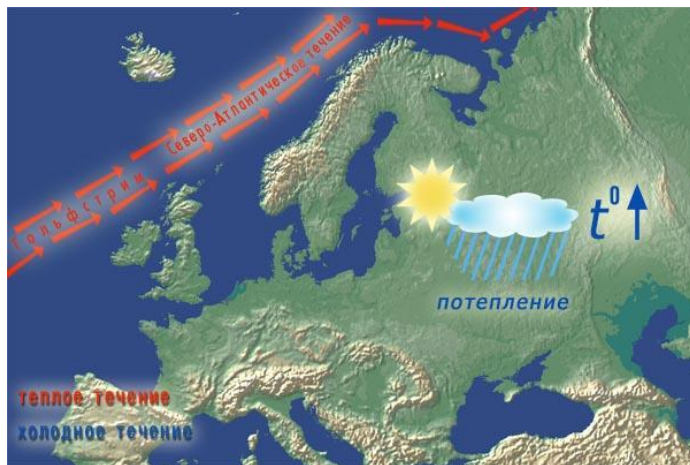 Северо-Атлантическое течение
Гольфстрим
t⁰
потепление
теплое течение
холодное течение